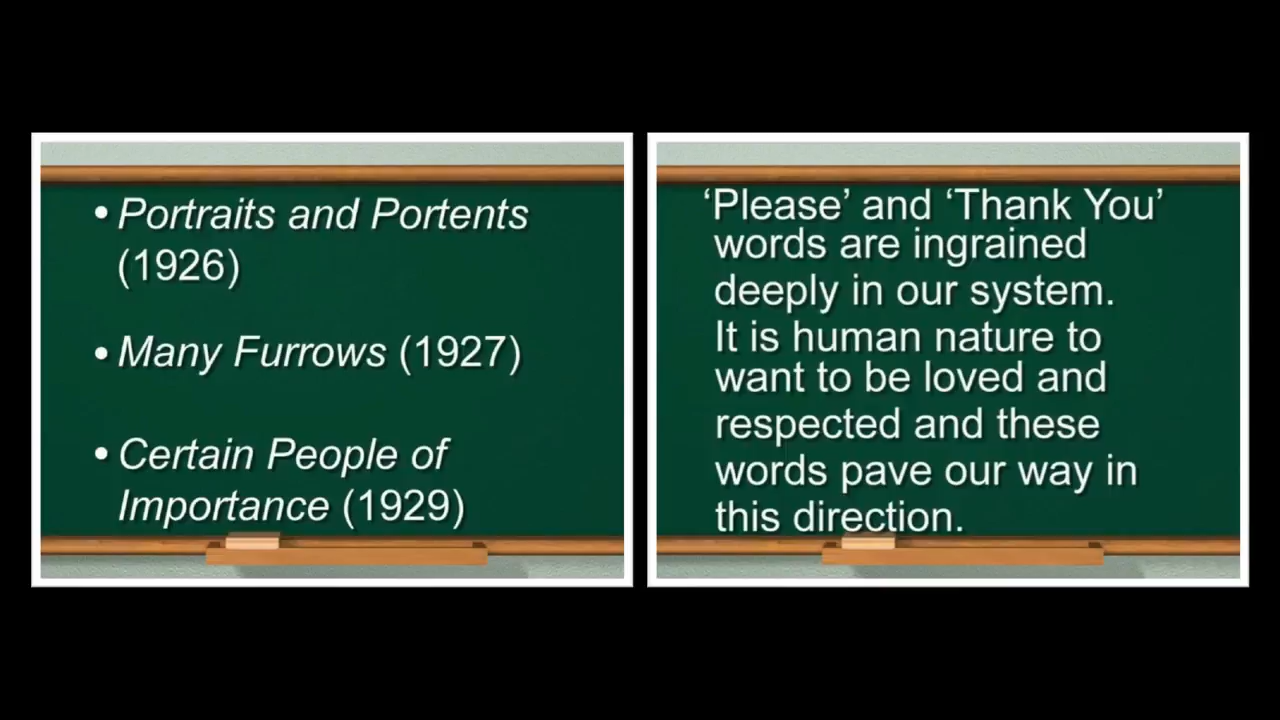 • Portraits and Portents
(1926)
• Many Furrows (1927)
• Certain People of
Importance (1929)
‘Please’ and ‘Thank You’
words are ingrained
deeply in our system.
It is human nature to
want to be loved and
respected and these
words pave our way in
this direction.